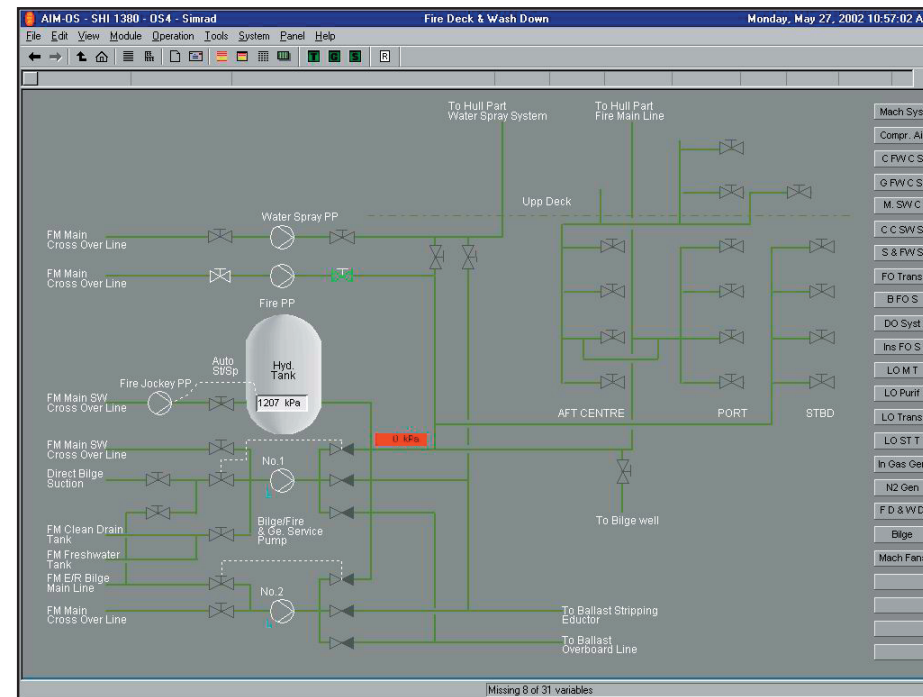 AIM-OS - SHI 1380 - OS4 - Simrad
Fire Deck & Wash Down
Monday, May 27, 2002 10:57:02 A
File Edit View Module Operation Tools System Panel Help
R
To Hull Part
Water Spray System
To Hull Part
Fire Main Line
Upp Deck
Water Spray PP
FM Main
Cross Over Line
FM Main
Cross Over Line
Fire PP
Auto
St/Sp
Hyd.
Tank
1207 kPa
Fire Jockey PP
FM Main SW
Cross Over Line
AFT CENTRE
PORT
STBD
0 kPa
FM Main SW
Cross Over Line
No.1
Direct Bilge
Suction
Bilge/Fire
& Ge. Service
Pump
To Bilge well
FM Clean Drain
Tank
FM Freshwater
Tank
FM E/R Bilge
Main Line
No.2
FM Main
Cross Over Line
To Ballast Stripping
Eductor
To Ballast
Overboard Line
Mach Sys
Compr. Ai
C FW C S
G FW C S
M. SW C
C C SW S
S & FW S
FO Trans
B FO S
DO Syst
Ins FO S
LO M T
LO Purif
LO Trans
LO ST T
In Gas Ger
N2 Gen
F D & W D
Bilge
Mach Fans
Missing 8 of 31 variables